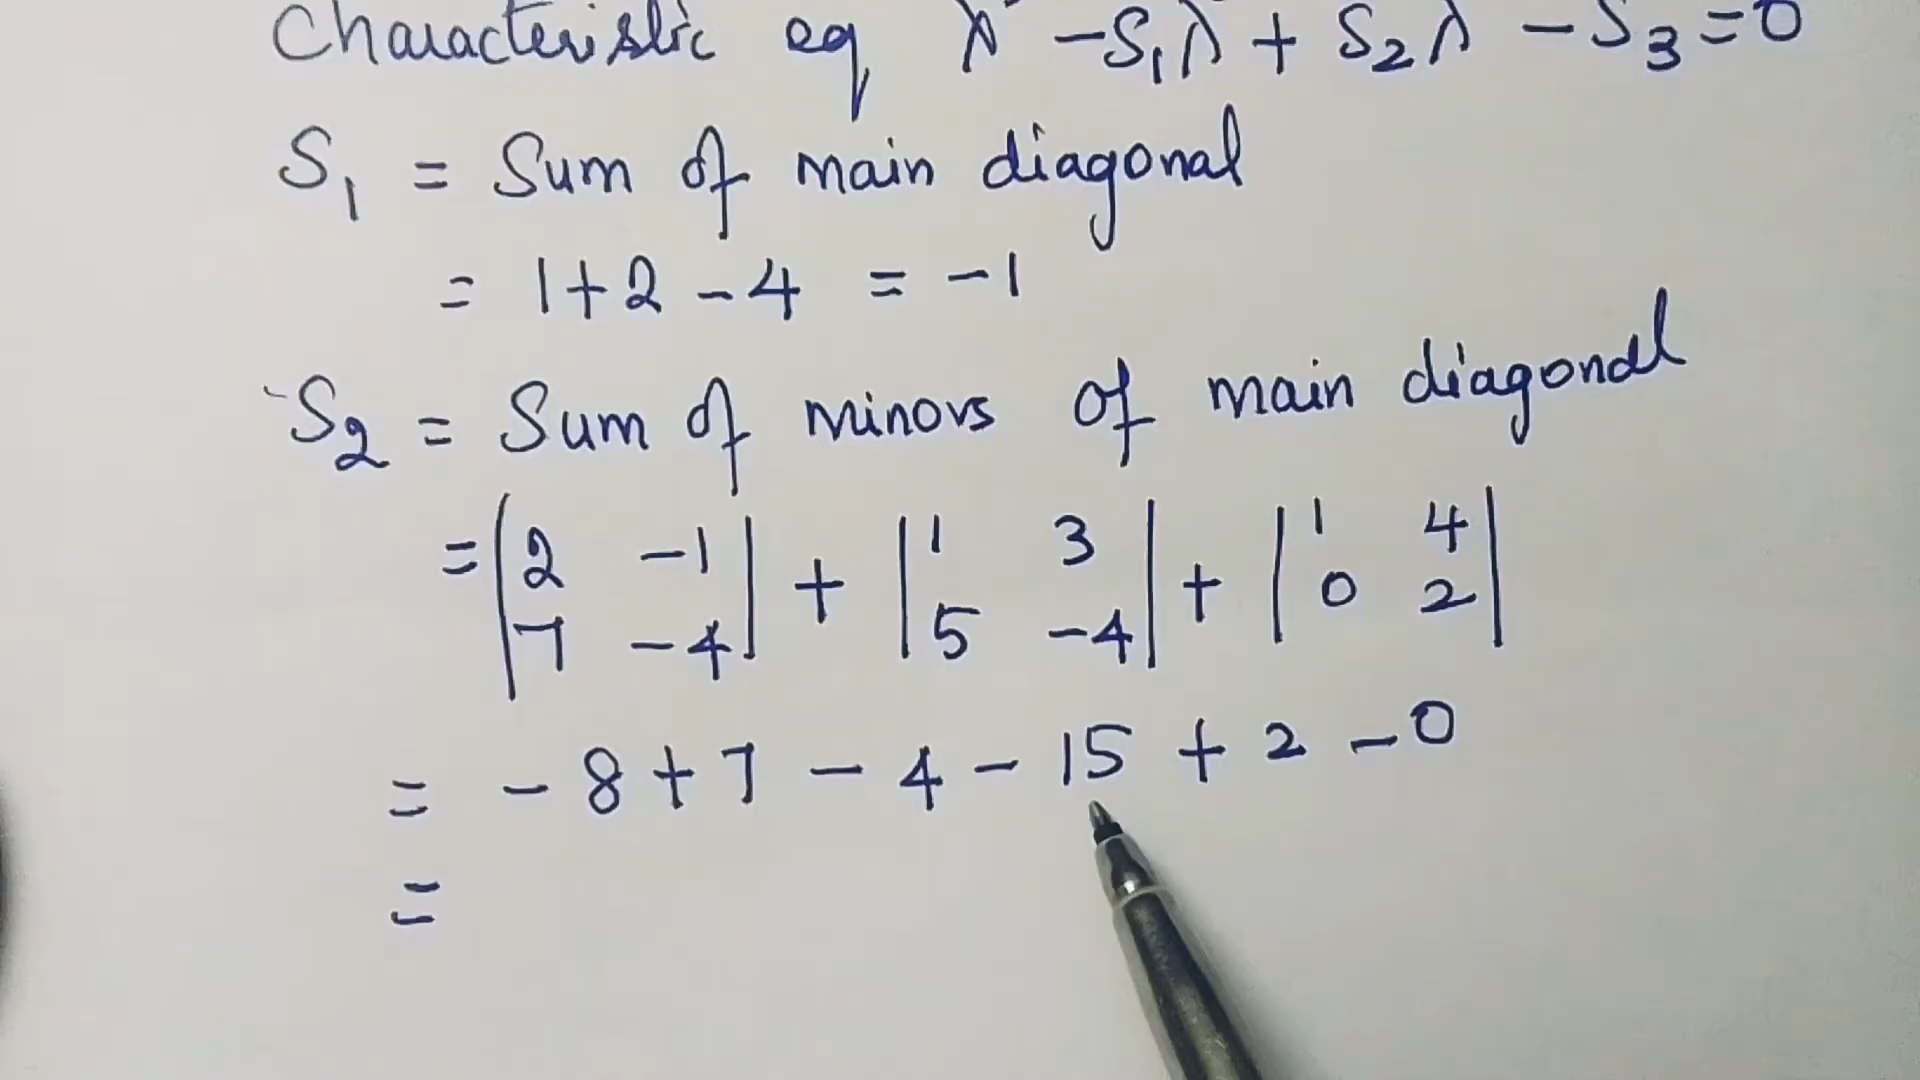 Characteristic eq λ - S₁λ + S₂λ - S₃ = 0
S₁ = Sum of main diagonal
= 1 + 2 - 4 = -1
S₂ = Sum of minors of main diagonal
= |2 -1| + |1 3| + |1 4|
|7 -4| |5 -4| |0 2|
= - 8 + 7 - 4 - 15 + 2 - 0
=